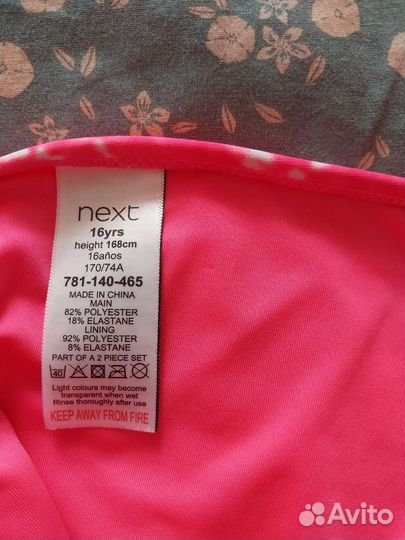 next
16yrs
height 168cm
16años
170/74A
781-140-465
MADE IN CHINA
MAIN
82% POLYESTER
18% ELASTANE
LINING
92% POLYESTER
8% ELASTANE
PART OF A 2 PIECE SET
40
Light colours may become
transparent when wet
Rinse thoroughly after use
KEEP AWAY FROM FIRE
Avito